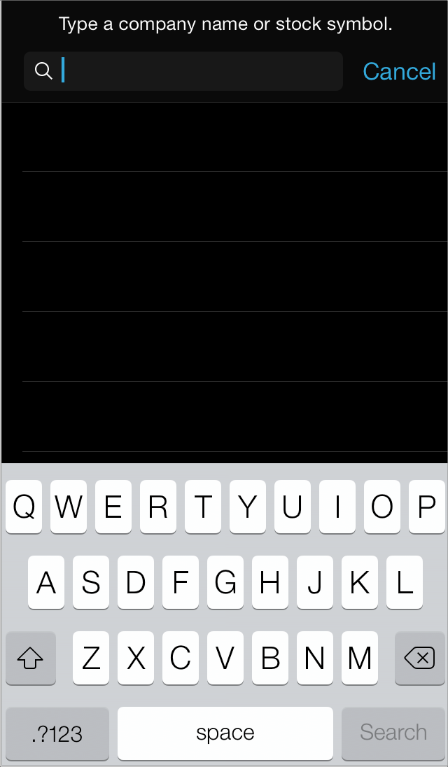 Type a company name or stock symbol.
Cancel
Q W E R T Y U I O P
A S D F G H J K L
Z X C V B N M
.?123 space Search